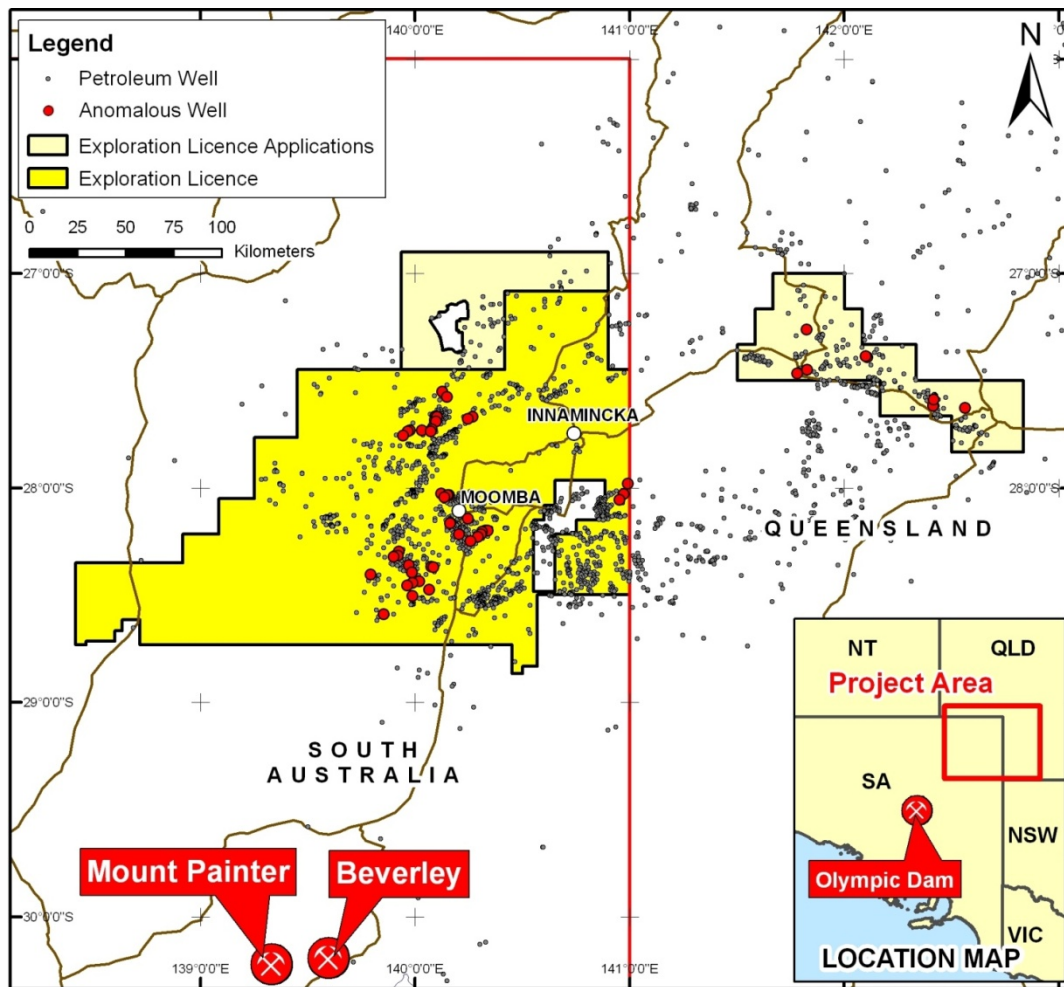 140°0'0"E
141°0'0"E
142°0'0"E
Legend
Petroleum Well
Anomalous Well
Exploration Licence Applications
Exploration Licence
N
0 25 50 75 100
Kilometers
27°0'0"S
27°0'0"S
INNAMINCKA
MOOMBA
28°0'0"S
28°0'0"S
QUEENSLAND
29°0'0"S
SOUTH
AUSTRALIA
NT
QLD
Project Area
SA
NSW
Olympic Dam
VIC
LOCATION MAP
Mount Painter
Beverley
30°0'0"S
139°0'0"E
140°0'0"E
141°0'0"E